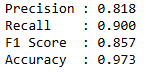 Precision : 0.818
Recall    : 0.900
F1 Score  : 0.857
Accuracy  : 0.973